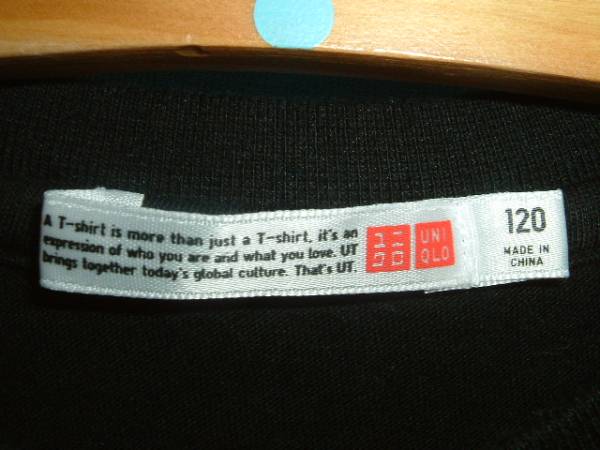 A T-shirt is more than just a T-shirt, it's an
expression of who you are and what you love. UT
brings together today's global culture. That's UT.
ユニ
クロ
UNI
QLO
120
MADE IN
CHINA